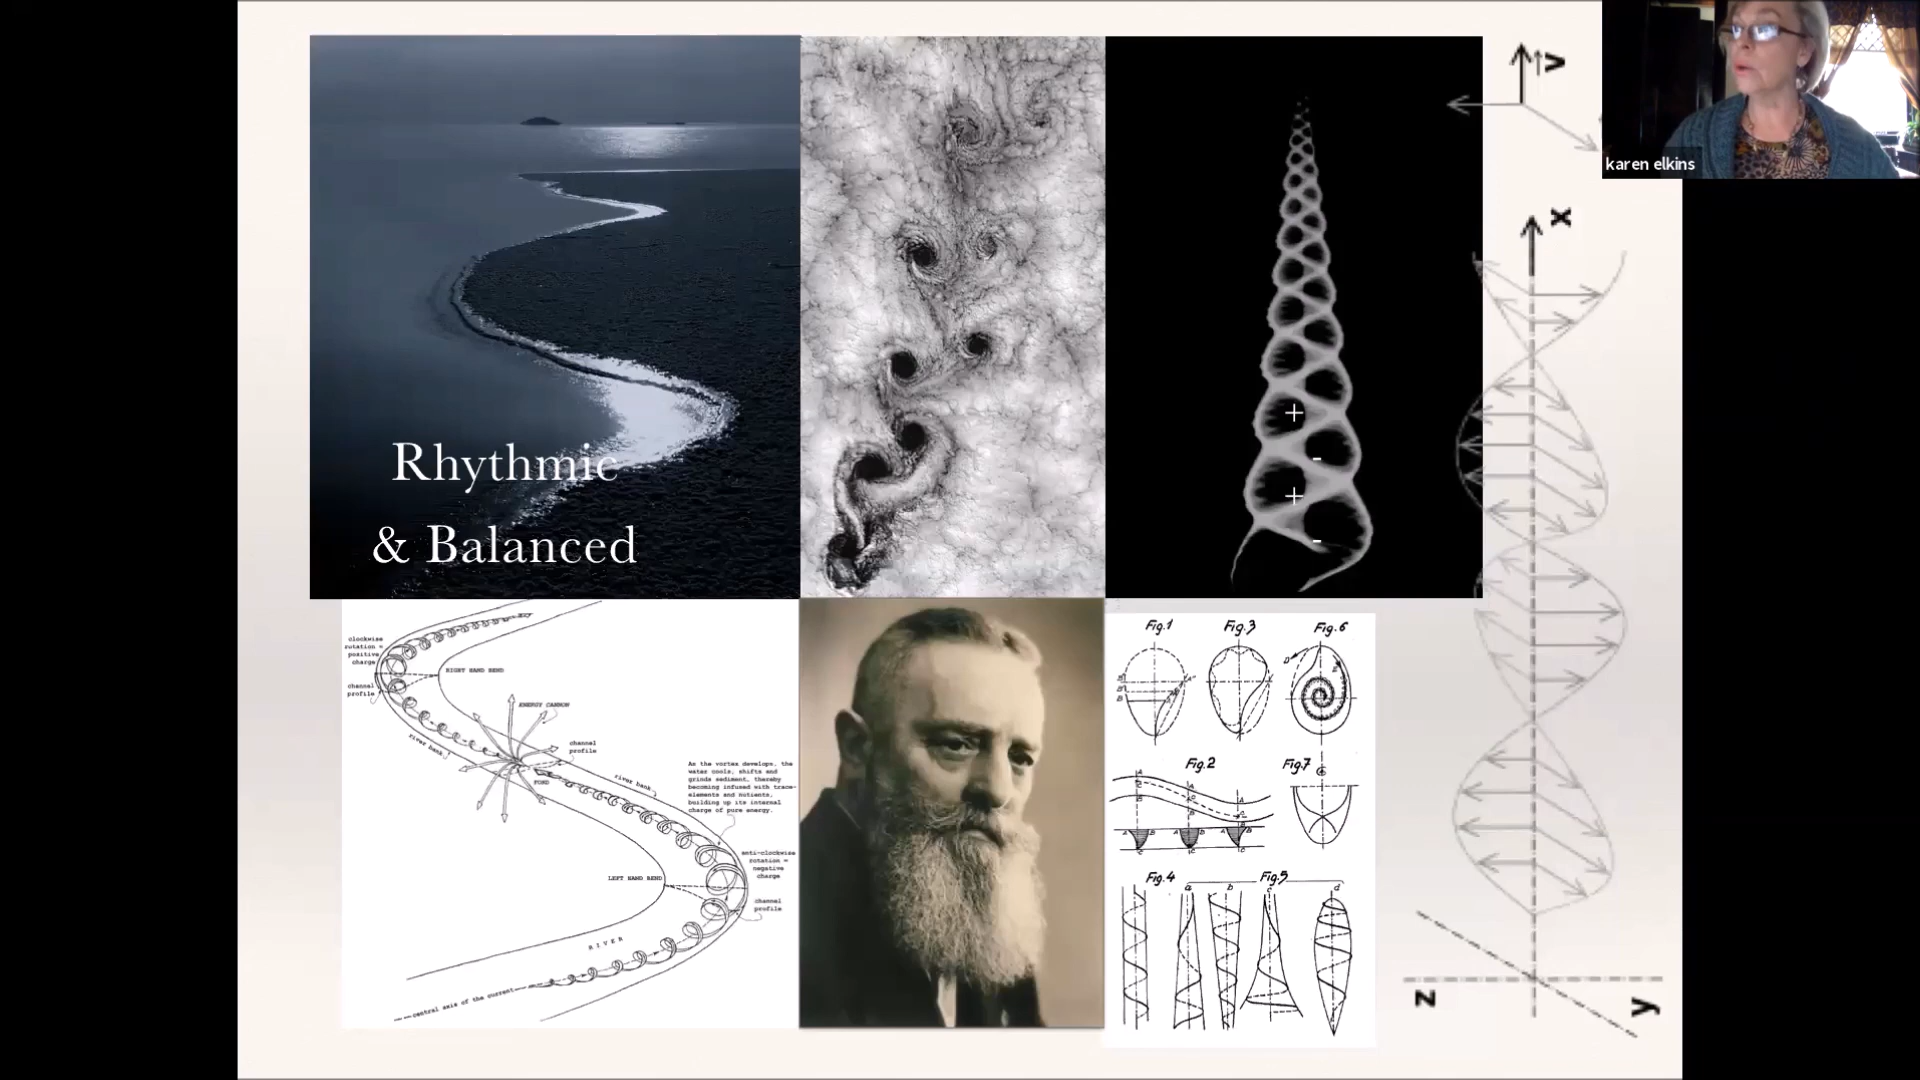 karen elkins
V
x
Rhythmic
& Balanced
+
-
+
-
z
y
clockwise
rotation =
positive
charge
channel
profile
RIGHT HAND BEND
ENERGY CANNON
channel
profile
river bank
FORD
river bank
As the vortex develops, the
water cools, shifts and
grinds sediment, thereby
becoming infused with trace-
elements and nutients,
building up its internal
charge of pure energy.
anti-clockwise
rotation =
negative
charge
LEFT HAND BEND
channel
profile
RIVER
central axis of the current
Fig.1
Fig.3
Fig.6
Fig.2
Fig.7
Fig.4
Fig.5
a
b
c
d